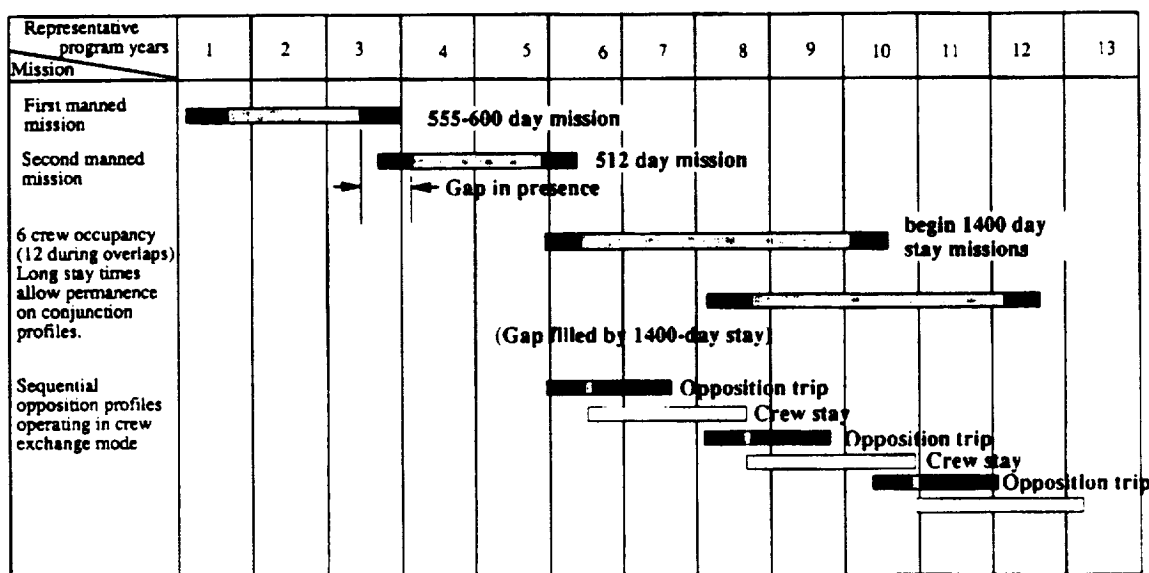 Representative
program years
Mission
1 2 3 4 5 6 7 8 9 10 11 12 13
First manned
mission
555-600 day mission
Second manned
mission
512 day mission
Gap in presence
6 crew occupancy
(12 during overlaps)
Long stay times
allow permanence
on conjunction
profiles.
begin 1400 day
stay missions
(Gap filled by 1400-day stay)
Sequential
opposition profiles
operating in crew
exchange mode
Opposition trip
Crew stay
Opposition trip
Crew stay
Opposition trip